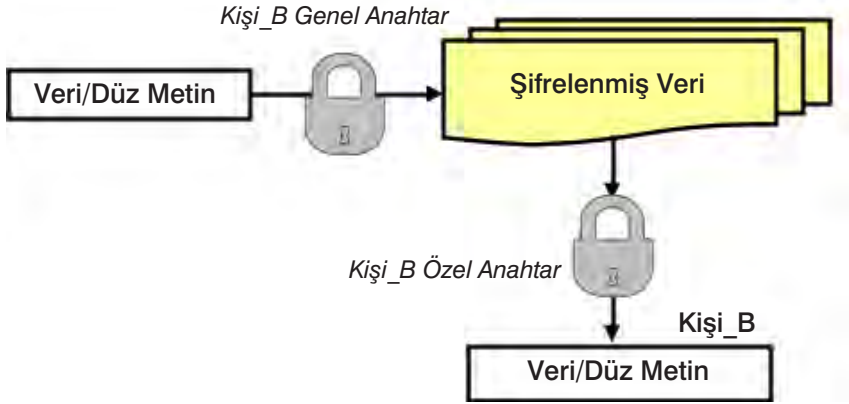 Kişi_B Genel Anahtar
Veri/Düz Metin
Şifrelenmiş Veri
Kişi_B Özel Anahtar
Kişi_B
Veri/Düz Metin